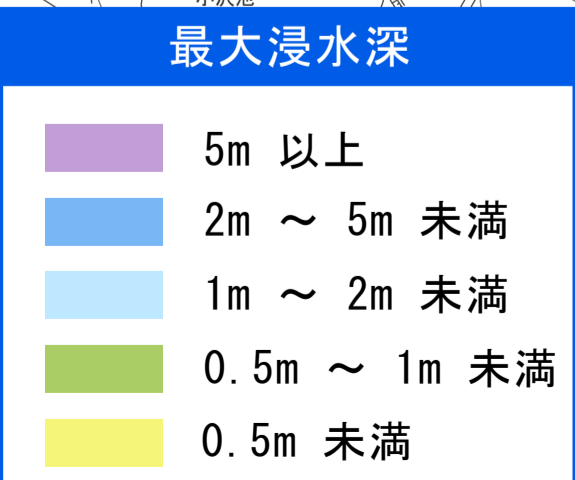 最大浸水深
5m 以上
2m ～ 5m 未満
1m ～ 2m 未満
0.5m ～ 1m 未満
0.5m 未満